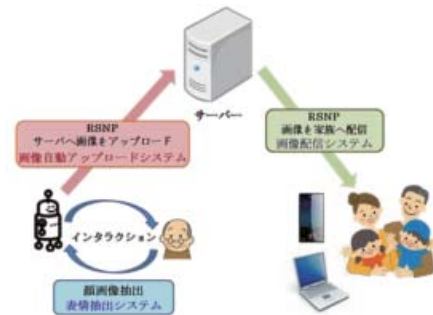 サーバー
RSNP
サーバへ画像をアップロード
画像自動アップロードシステム
RSNP
画像を家族へ配信
画像配信システム
インタラクション
顔画像抽出
表情抽出システム